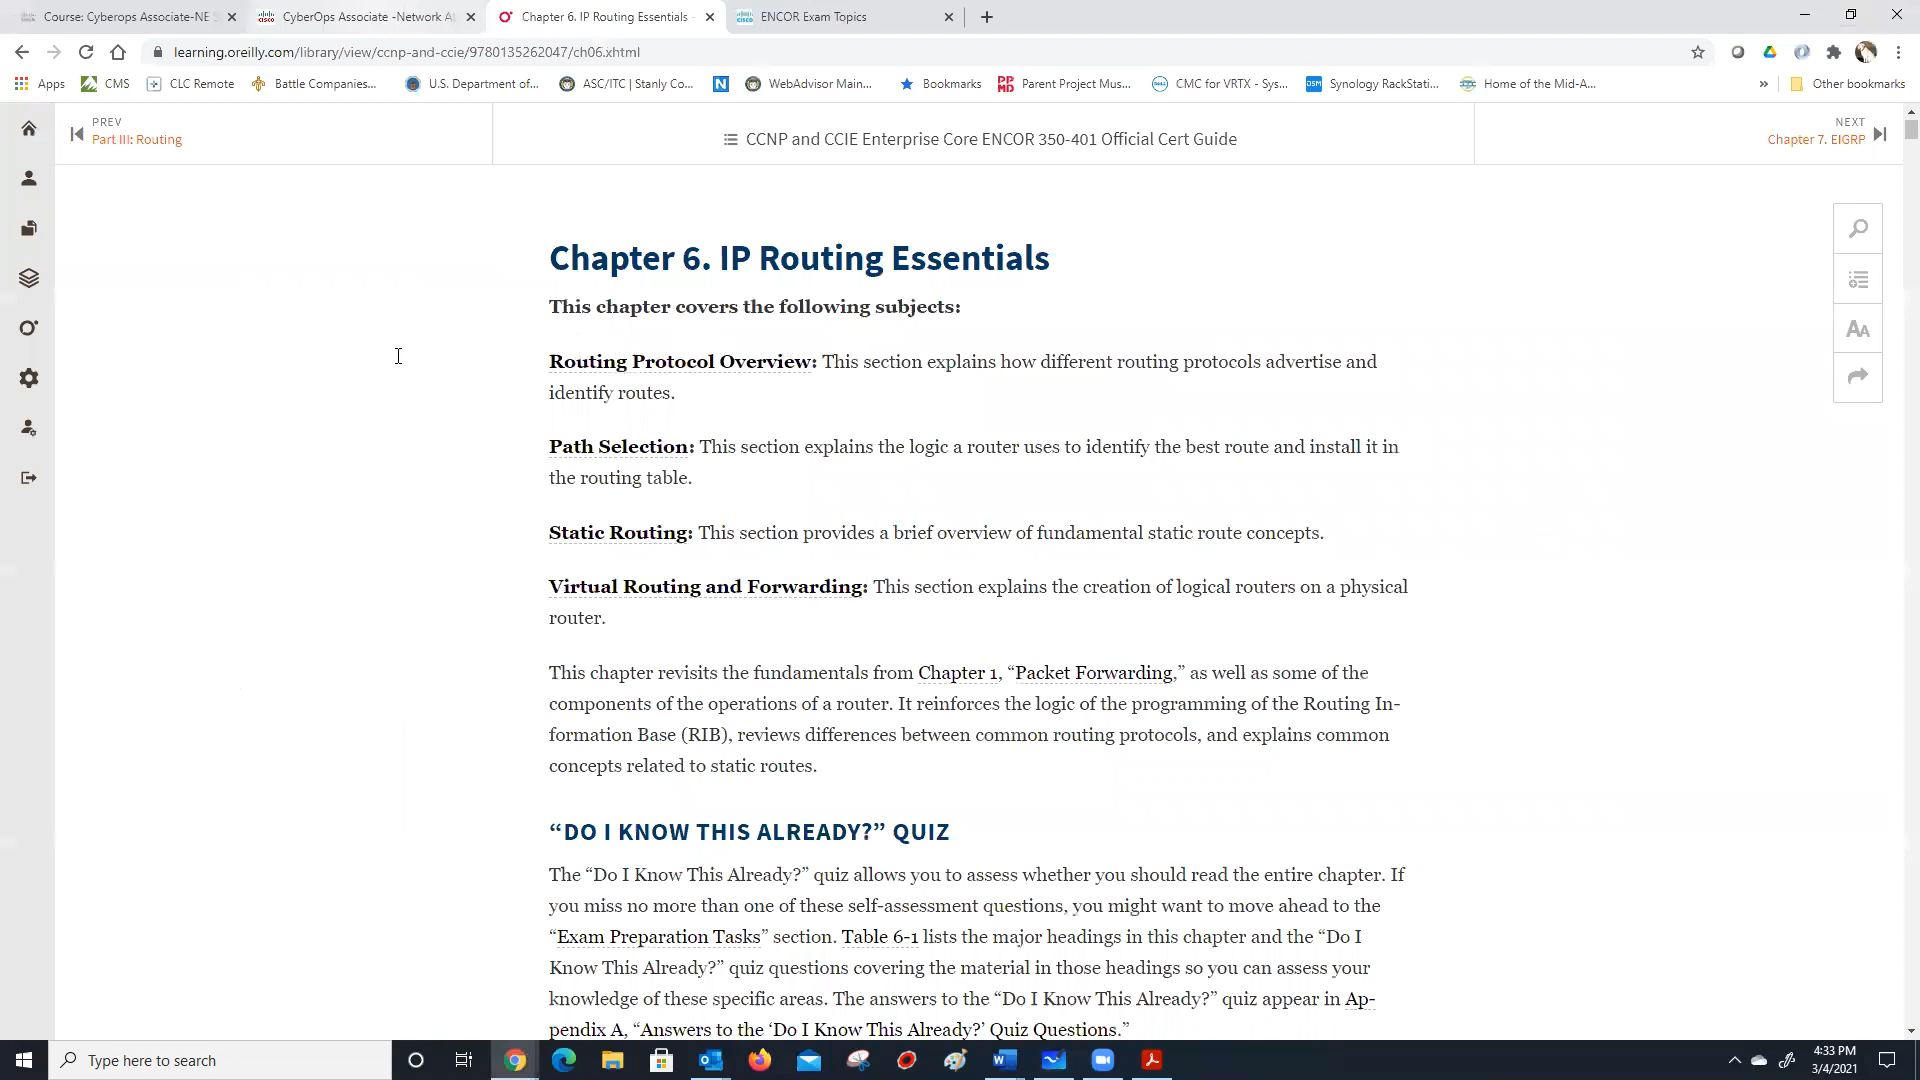 Course: Cyberops Associate-NE S
CyberOps Associate -Network At
Chapter 6. IP Routing Essentials -
ENCOR Exam Topics
learning.oreilly.com/library/view/ccnp-and-ccie/9780135262047/ch06.xhtml
Apps
CMS
CLC Remote
Battle Companies...
U.S. Department of...
ASC/ITC | Stanly Co...
WebAdvisor Main...
Bookmarks
Parent Project Mus...
CMC for VRTX - Sys...
Synology RackStati...
Home of the Mid-A...
»
Other bookmarks
PREV
Part III: Routing
CCNP and CCIE Enterprise Core ENCOR 350-401 Official Cert Guide
NEXT
Chapter 7. EIGRP
Chapter 6. IP Routing Essentials
This chapter covers the following subjects:
Routing Protocol Overview: This section explains how different routing protocols advertise and
identify routes.
Path Selection: This section explains the logic a router uses to identify the best route and install it in
the routing table.
Static Routing: This section provides a brief overview of fundamental static route concepts.
Virtual Routing and Forwarding: This section explains the creation of logical routers on a physical
router.
This chapter revisits the fundamentals from Chapter 1, “Packet Forwarding,” as well as some of the
components of the operations of a router. It reinforces the logic of the programming of the Routing In-
formation Base (RIB), reviews differences between common routing protocols, and explains common
concepts related to static routes.
“DO I KNOW THIS ALREADY?” QUIZ
The “Do I Know This Already?” quiz allows you to assess whether you should read the entire chapter. If
you miss no more than one of these self-assessment questions, you might want to move ahead to the
“Exam Preparation Tasks” section. Table 6-1 lists the major headings in this chapter and the “Do I
Know This Already?” quiz questions covering the material in those headings so you can assess your
knowledge of these specific areas. The answers to the “Do I Know This Already?” quiz appear in Ap-
pendix A, “Answers to the ‘Do I Know This Already?’ Quiz Questions.”
Type here to search
4:33 PM
3/4/2021